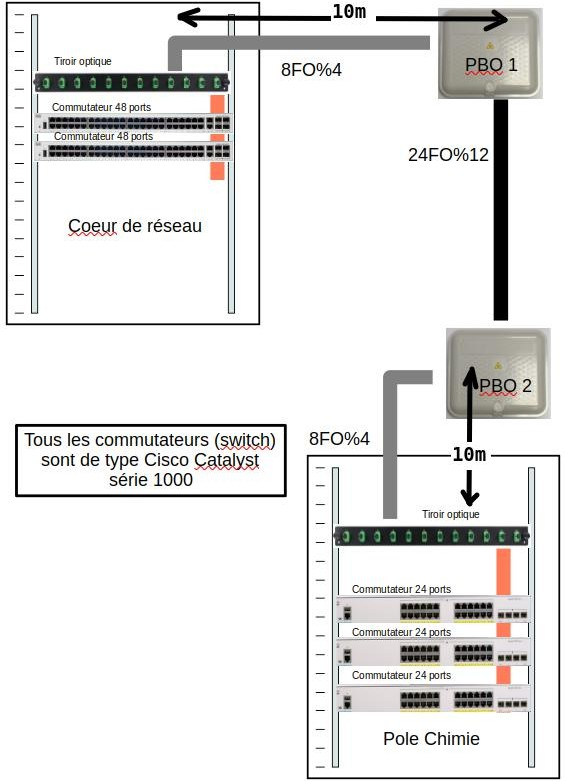 10m
Tiroir optique
8FO%4
PBO 1
Commutateur 48 ports
Commutateur 48 ports
24FO%12
Coeur de réseau
PBO 2
8FO%4
Tous les commutateurs (switch)
sont de type Cisco Catalyst
série 1000
10m
Tiroir optique
Commutateur 24 ports
Commutateur 24 ports
Commutateur 24 ports
Pole Chimie